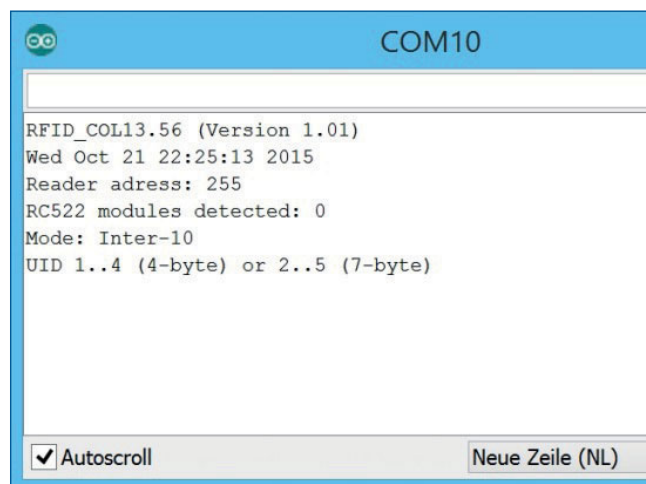 COM10
RFID_COL13.56 (Version 1.01)
Wed Oct 21 22:25:13 2015
Reader adress: 255
RC522 modules detected: 0
Mode: Inter-10
UID 1..4 (4-byte) or 2..5 (7-byte)
Autoscroll
Neue Zeile (NL)